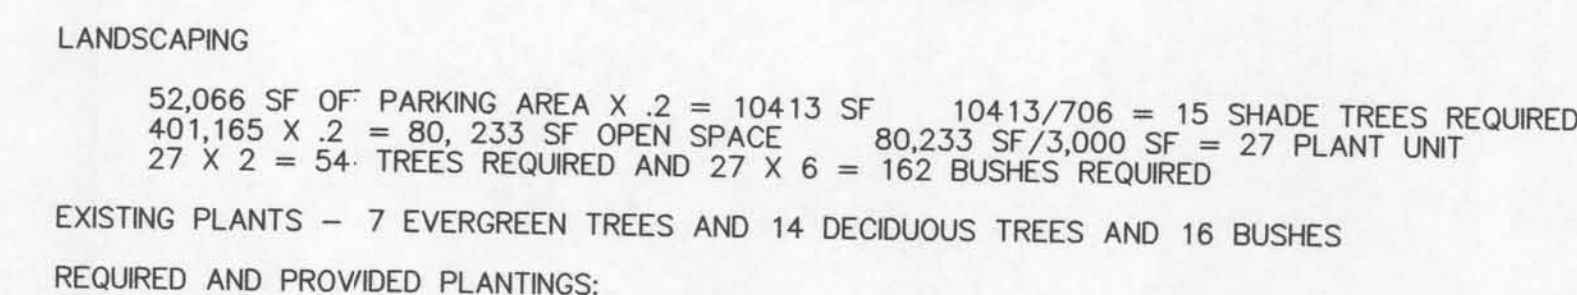 LANDSCAPING
52,066 SF OF PARKING AREA X .2 = 10413 SF 10413/706 = 15 SHADE TREES REQUIRED
401,165 X .2 = 80, 233 SF OPEN SPACE 80,233 SF/3,000 SF = 27 PLANT UNIT
27 X 2 = 54 TREES REQUIRED AND 27 X 6 = 162 BUSHES REQUIRED
EXISTING PLANTS – 7 EVERGREEN TREES AND 14 DECIDUOUS TREES AND 16 BUSHES
REQUIRED AND PROVIDED PLANTINGS: